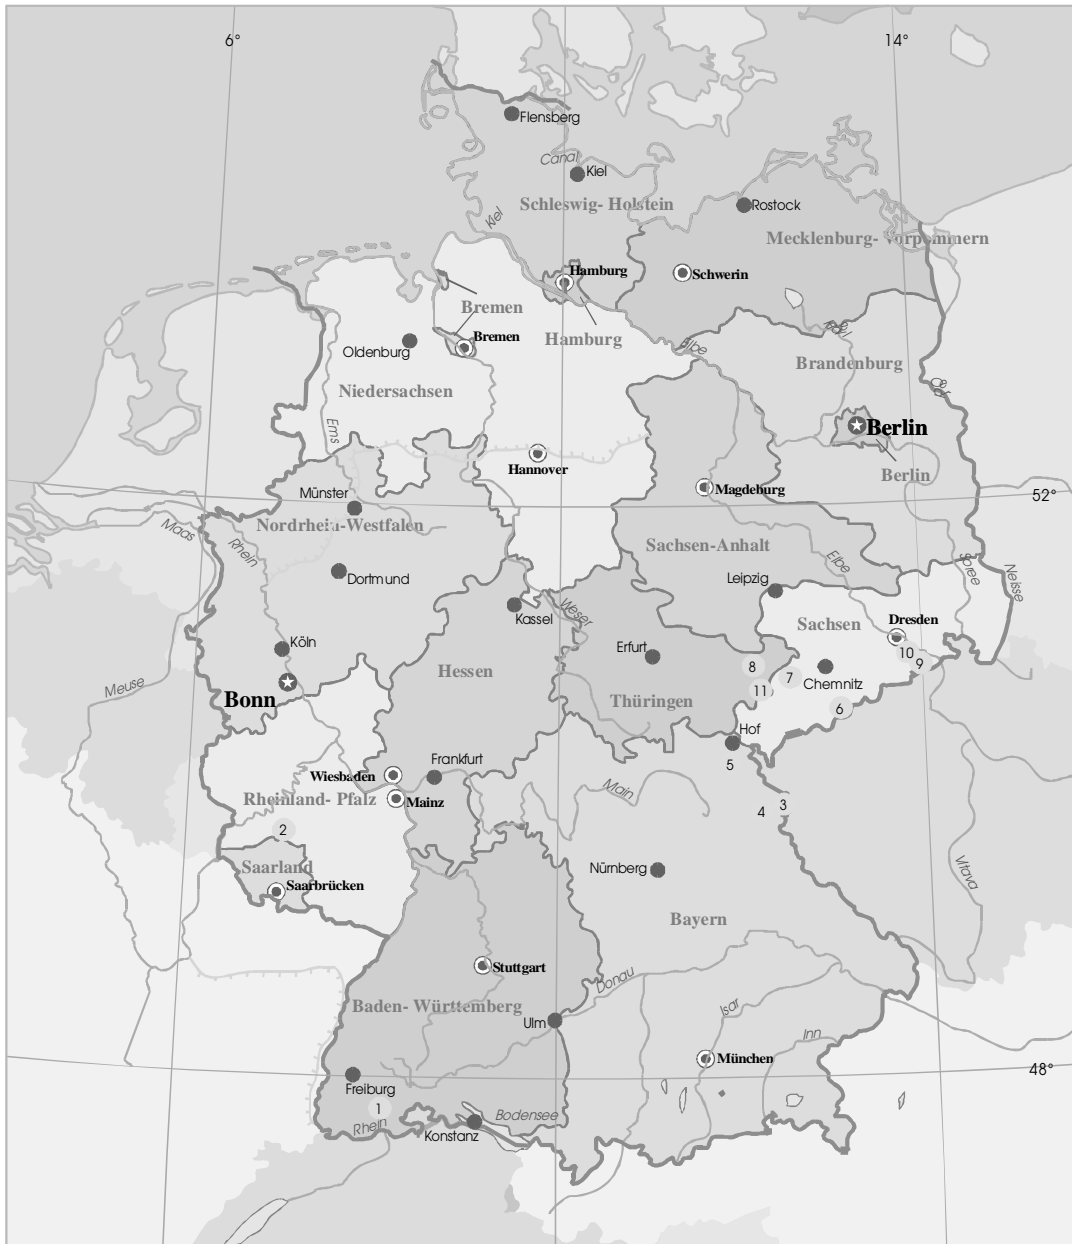 6°
14°
Flensberg
Canal
Kiel
Schleswig- Holstein
Kiel
Rostock
Mecklenburg- Vorpommern
Hamburg
Schwerin
Bremen
Hamburg
Oldenburg
Bremen
Elbe
Brandenburg
Niedersachsen
Ems
Berlin
Hannover
Berlin
Münster
Magdeburg
52°
Nordrhein-Westfalen
Maas
Rhein
Sachsen-Anhalt
Elbe
Spree
Neisse
Dortmund
Leipzig
Kassel
Weser
Sachsen
Dresden
Köln
Erfurt
10
Hessen
8
9
Meuse
7
Chemnitz
Bonn
Thüringen
11
6
Hof
Wiesbaden
Frankfurt
5
Rheinland- Pfalz
Mainz
Main
4
3
2
Saarland
Nürnberg
Vltava
Saarbrücken
Bayern
Stuttgart
Donau
Baden- Württemberg
Isar
Ulm
Inn
München
48°
Freiburg
1
Rhein
Bodensee
Konstanz